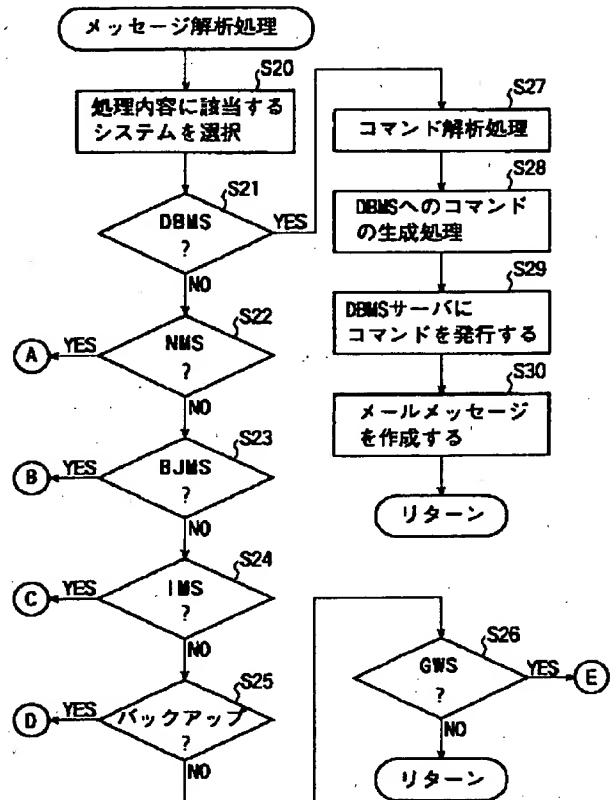 メッセージ解析処理
S20
処理内容に該当する
システムを選択
S21
DBMS
?
YES
NO
S22
NMS
?
YES
A
NO
S23
BJMS
?
YES
B
NO
S24
IMS
?
YES
C
NO
S25
バックアップ
?
YES
D
NO
S27
コマンド解析処理
S28
DBMSへのコマンド
の生成処理
S29
DBMSサーバに
コマンドを発行する
S30
メールメッセージ
を作成する
リターン
S26
GWS
?
YES
E
NO
リターン